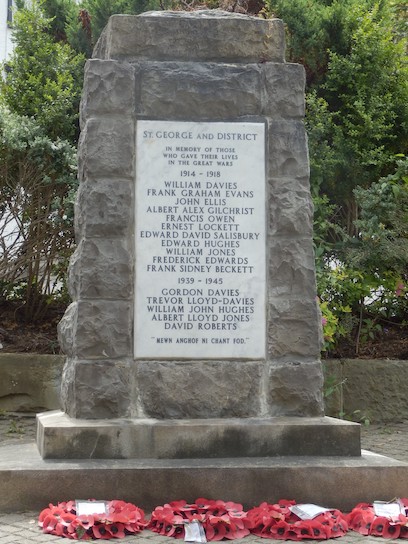 ST. GEORGE AND DISTRICT
IN MEMORY OF THOSE
WHO GAVE THEIR LIVES
IN THE GREAT WARS
1914 - 1918
WILLIAM DAVIES
FRANK GRAHAM EVANS
JOHN ELLIS
ALBERT ALEX GILCHRIST
FRANCIS OWEN
ERNEST LOCKETT
EDWARD DAVID SALISBURY
EDWARD HUGHES
WILLIAM JONES
FREDERICK EDWARDS
FRANK SIDNEY BECKETT
1939 - 1945
GORDON DAVIES
TREVOR LLOYD-DAVIES
WILLIAM JOHN HUGHES
ALBERT LLOYD JONES
DAVID ROBERTS
"MEWN ANGHOF NI CHANT FOD."